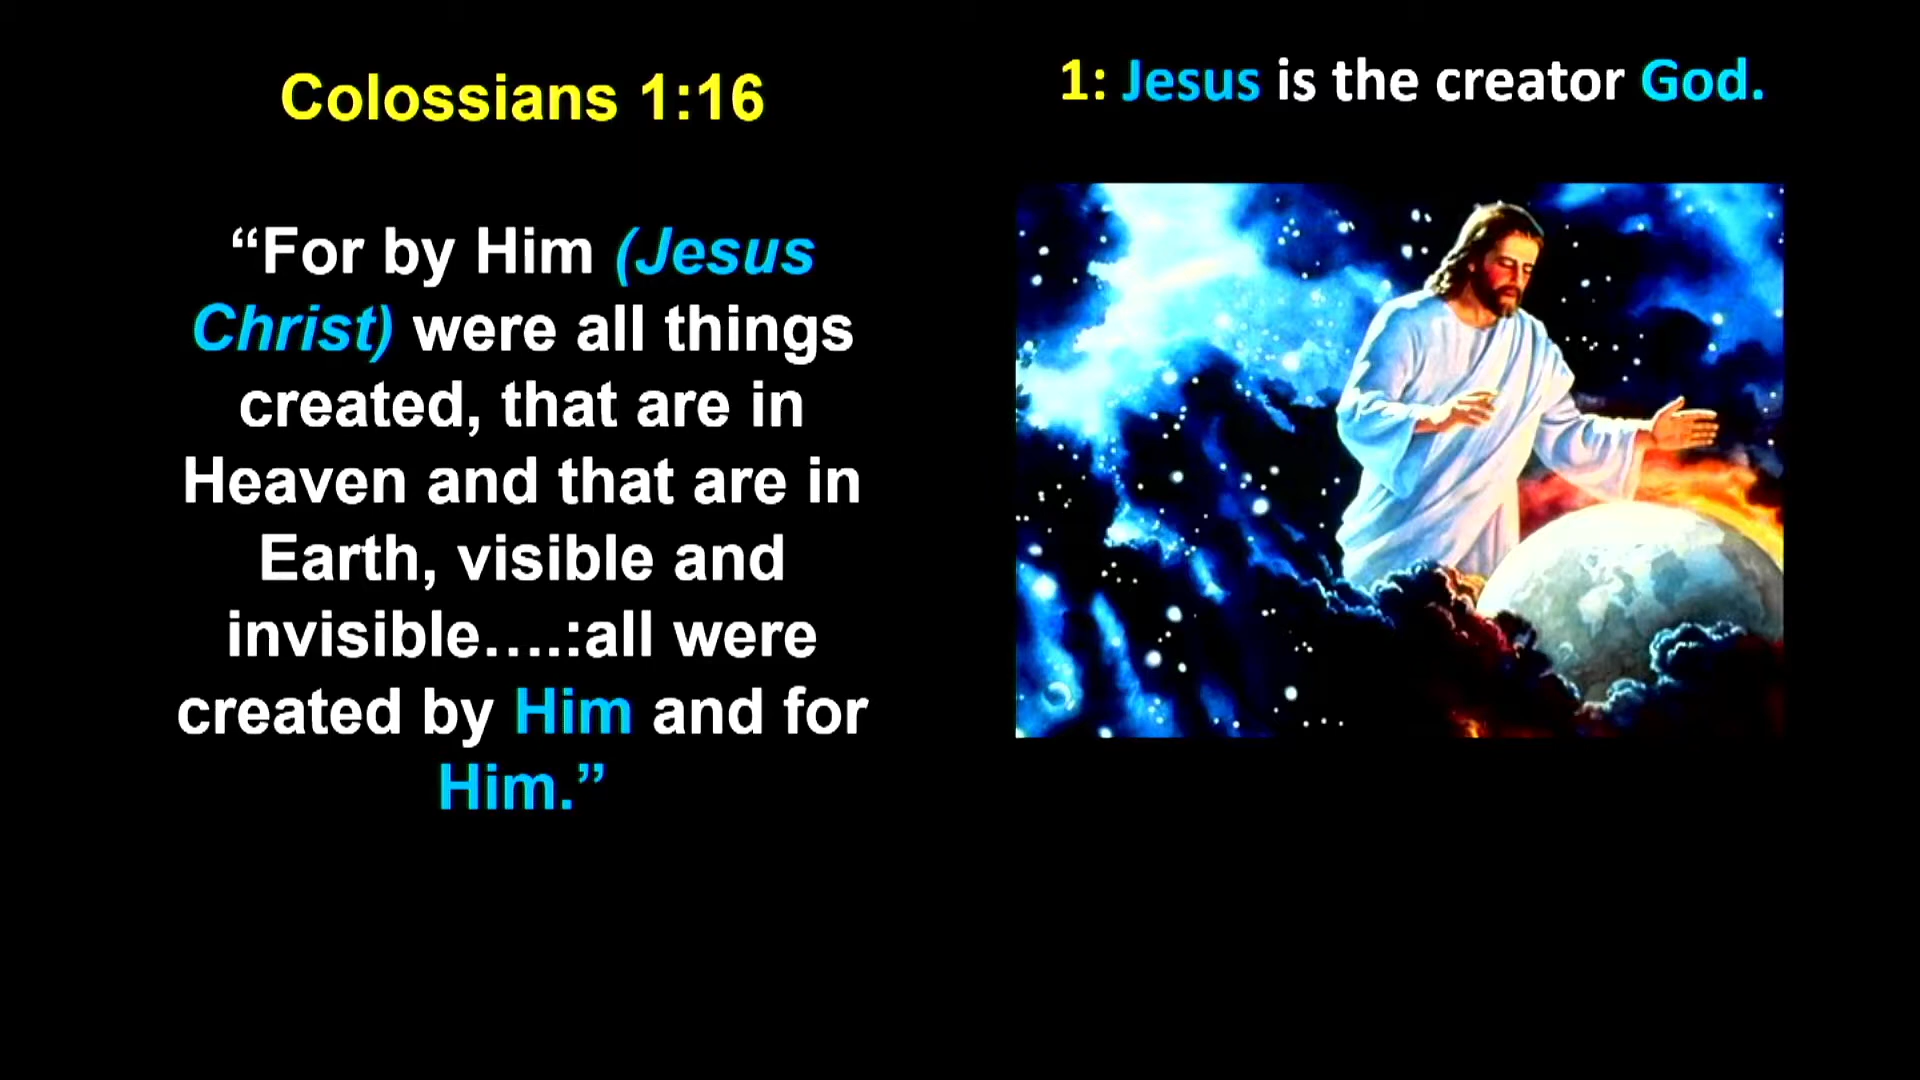 Colossians 1:16
“For by Him (Jesus
Christ) were all things
created, that are in
Heaven and that are in
Earth, visible and
invisible….:all were
created by Him and for
Him.”
1: Jesus is the creator God.